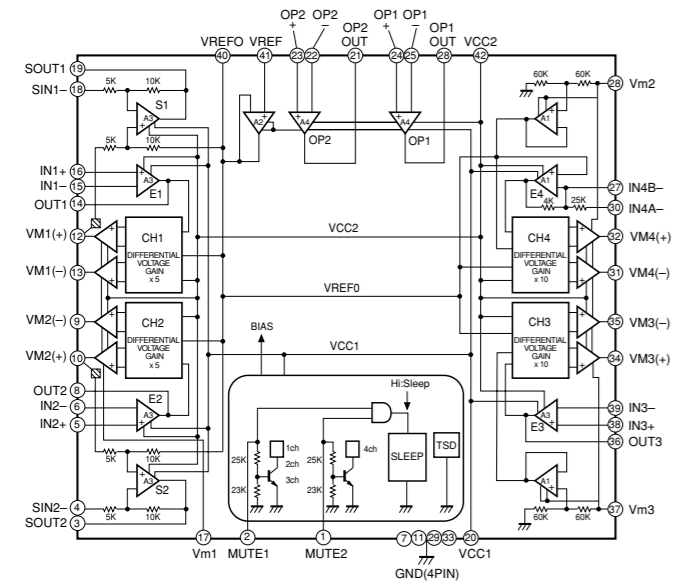 OP2 + OP2 − OP2 OUT OP1 + OP1 − OP1 OUT
VREFO VREF VCC2
40 41 23 22 21 24 25 28 42
SOUT1 19
SIN1− 18
5K 10K
S1
A3
5K 10K
IN1+ 16
IN1− 15
OUT1 14
A3
E1
VM1(+) 12
VM1(−) 13
CH1
DIFFERENTIAL
VOLTAGE
GAIN
x 5
VM2(−) 9
VM2(+) 10
CH2
DIFFERENTIAL
VOLTAGE
GAIN
x 5
OUT2 8
IN2− 6
IN2+ 5
E2
A3
5K 10K
A3
S2
SIN2− 4
SOUT2 3
5K 10K
A2
A4
OP2
A4
OP1
VCC2
VREF0
VCC1
BIAS
Hi:Sleep
1ch
2ch
3ch
4ch
25K
23K
25K
23K
SLEEP
TSD
60K 60K
28 Vm2
A1
A1
E4
27 IN4B−
4K 25K
30 IN4A−
CH4
DIFFERENTIAL
VOLTAGE
GAIN
x 10
32 VM4(+)
31 VM4(−)
CH3
DIFFERENTIAL
VOLTAGE
GAIN
x 10
35 VM3(−)
34 VM3(+)
39 IN3−
38 IN3+
36 OUT3
A3
E3
A1
60K 60K
37 Vm3
17 2 1 7 11 29 33 20
Vm1 MUTE1 MUTE2 VCC1
GND(4PIN)